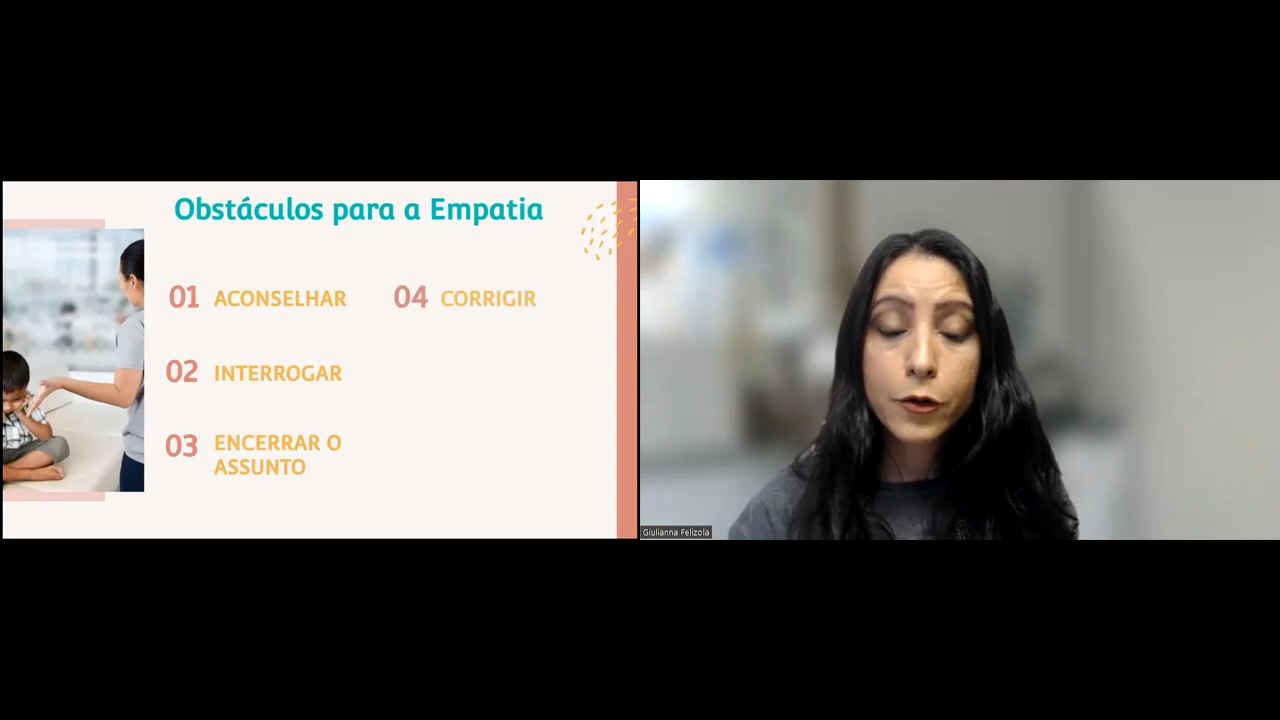 Obstáculos para a Empatia
01 ACONSELHAR
02 INTERROGAR
03 ENCERRAR O
ASSUNTO
04 CORRIGIR
Giulianna Felizola